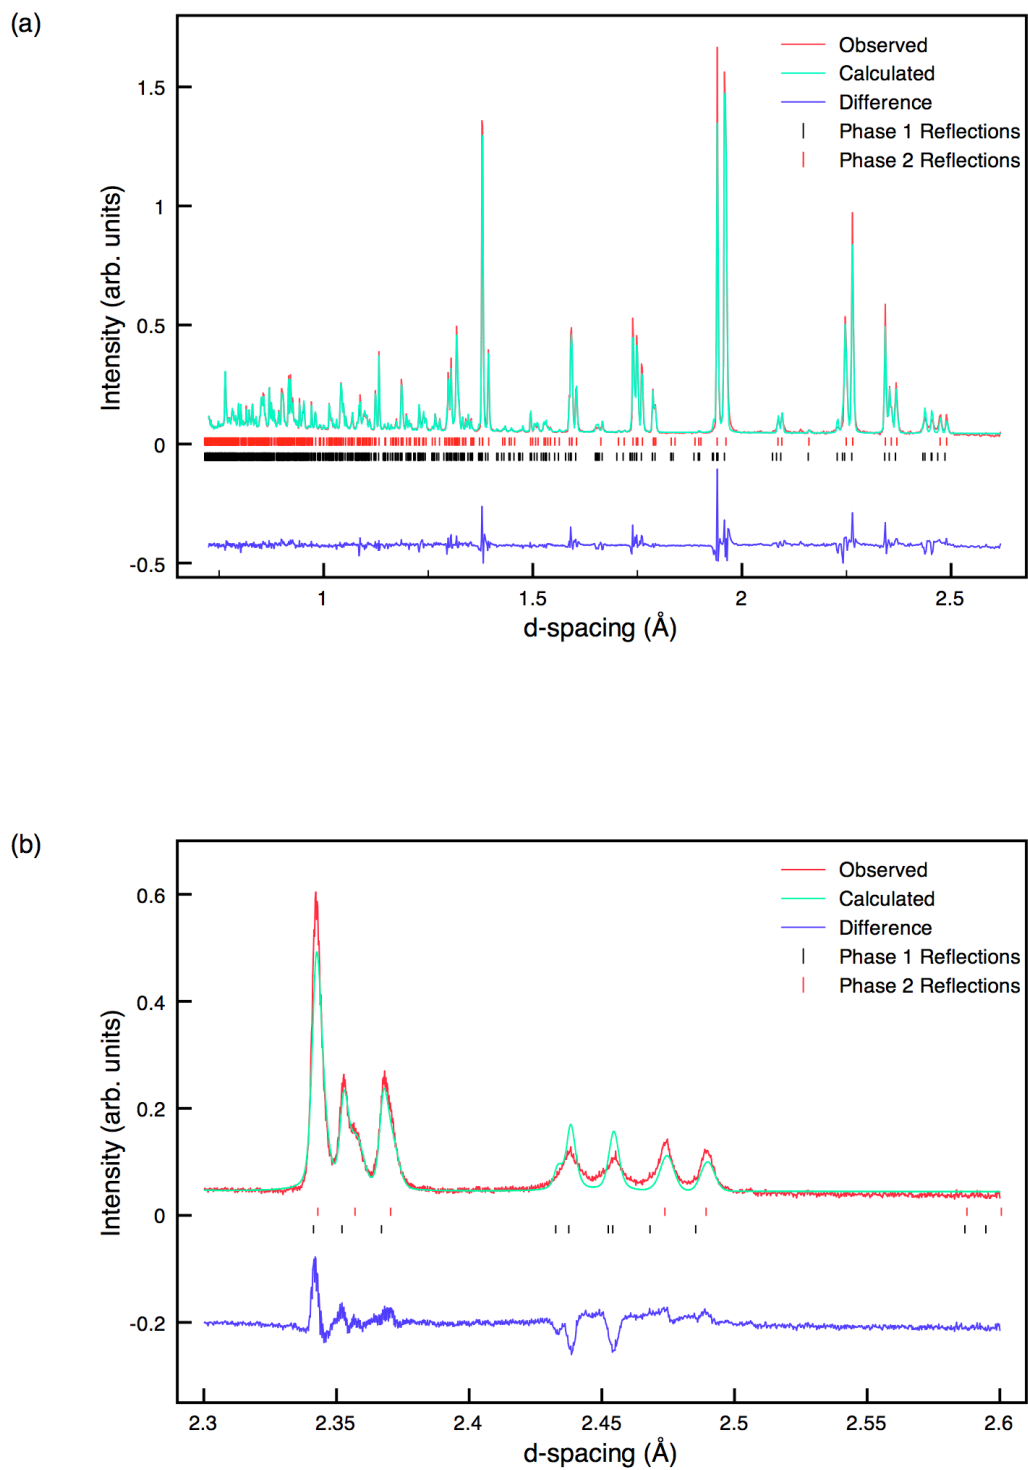 (a)
Observed
Calculated
Difference
Phase 1 Reflections
Phase 2 Reflections
Intensity (arb. units)
1.5
1
0.5
0
-0.5
1
1.5
2
2.5
d-spacing (Å)
(b)
Observed
Calculated
Difference
Phase 1 Reflections
Phase 2 Reflections
Intensity (arb. units)
0.6
0.4
0.2
0
-0.2
2.3
2.35
2.4
2.45
2.5
2.55
2.6
d-spacing (Å)